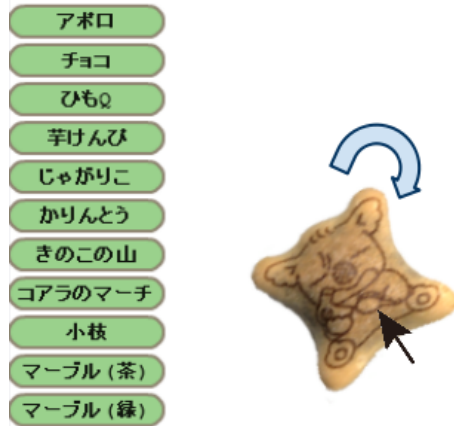 アポロ
チョコ
ひもQ
芋けんぴ
じゃがりこ
かりんとう
きのこの山
コアラのマーチ
小枝
マーブル (茶)
マーブル (緑)